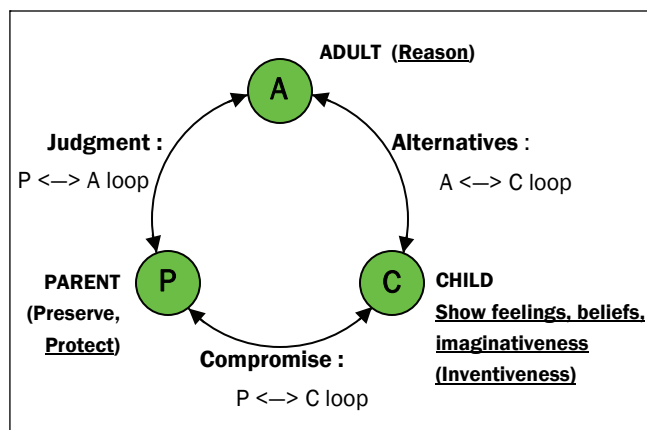 ADULT (Reason)
A
Judgment :
P <—> A loop
Alternatives :
A <—> C loop
PARENT
(Preserve,
Protect)
P
C
CHILD
Show feelings, beliefs,
imaginativeness
(Inventiveness)
Compromise :
P <—> C loop